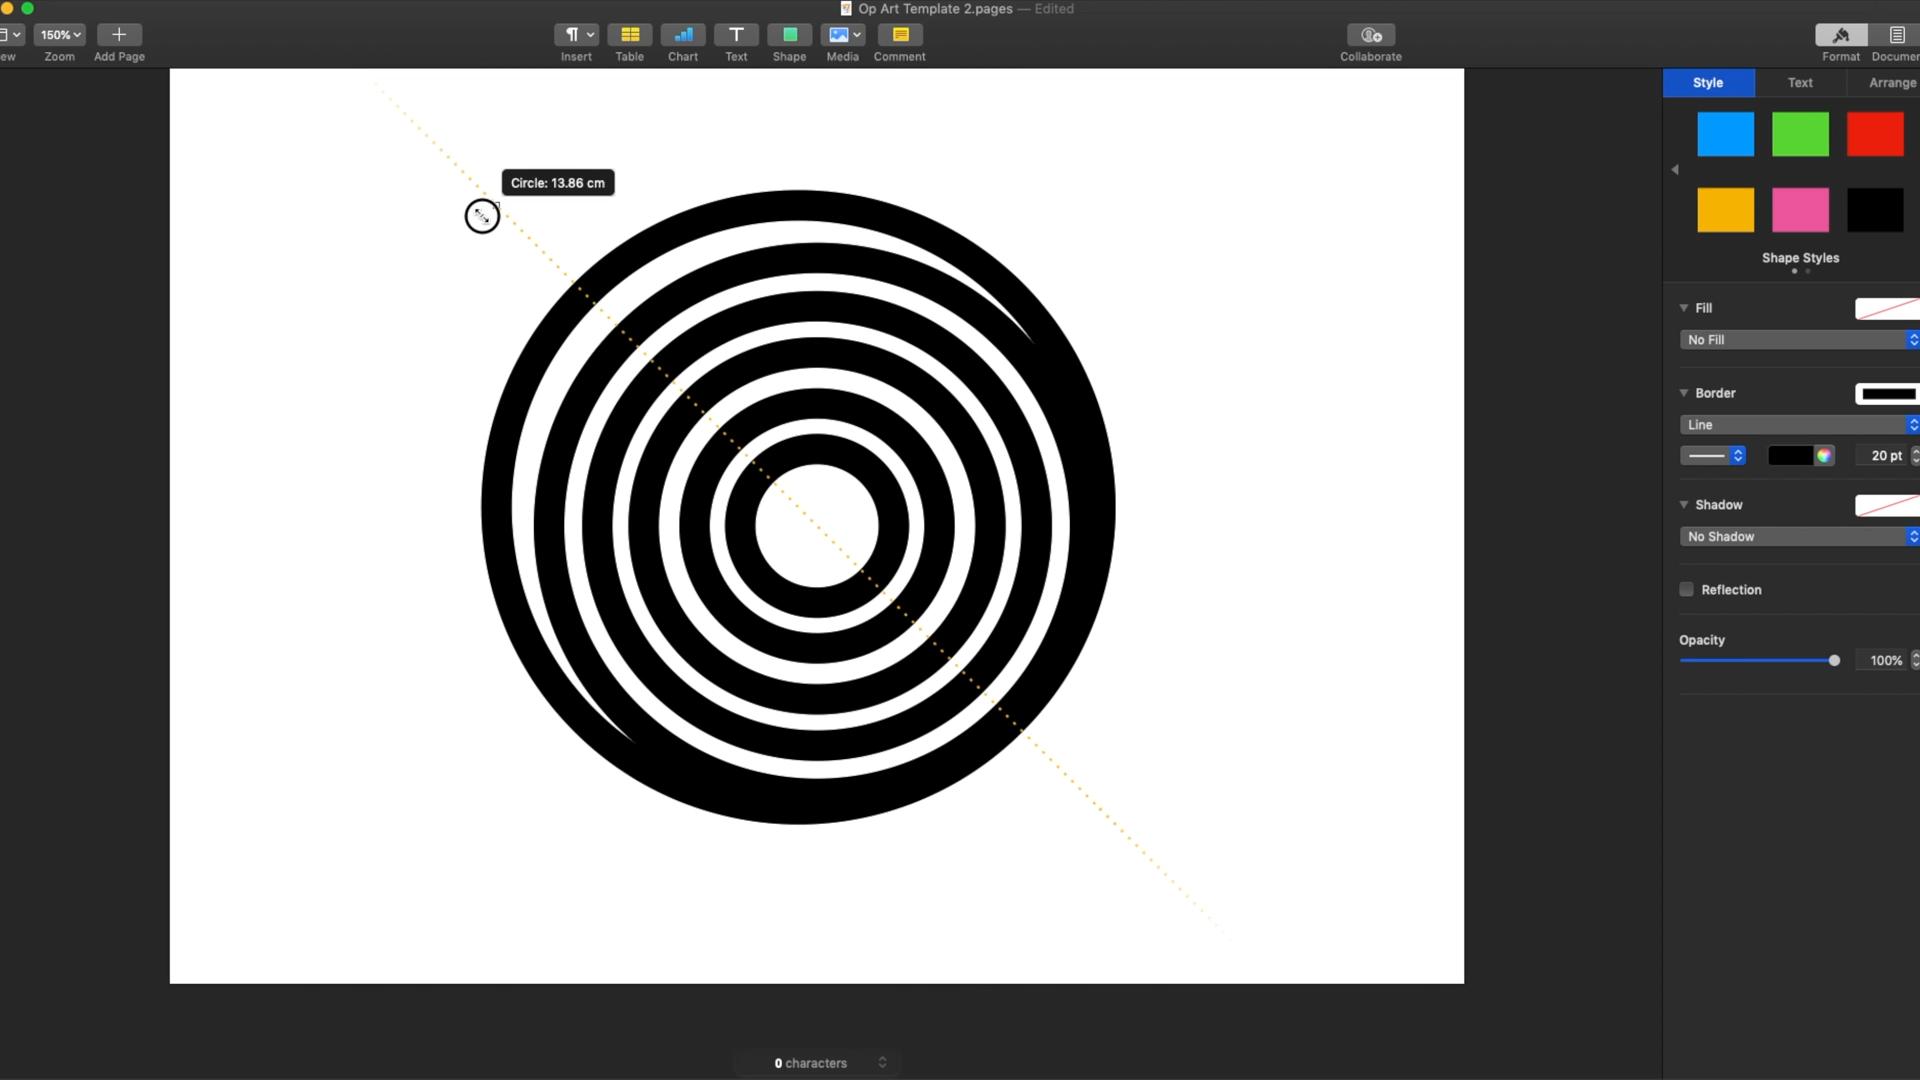 Op Art Template 2.pages — Edited
150%
ew
Zoom
Add Page
Insert
Table
Chart
Text
Shape
Media
Comment
Collaborate
Format
Documen
Style
Text
Arrange
Circle: 13.86 cm
Shape Styles
Fill
No Fill
Border
Line
20 pt
Shadow
No Shadow
Reflection
Opacity
100%
0 characters